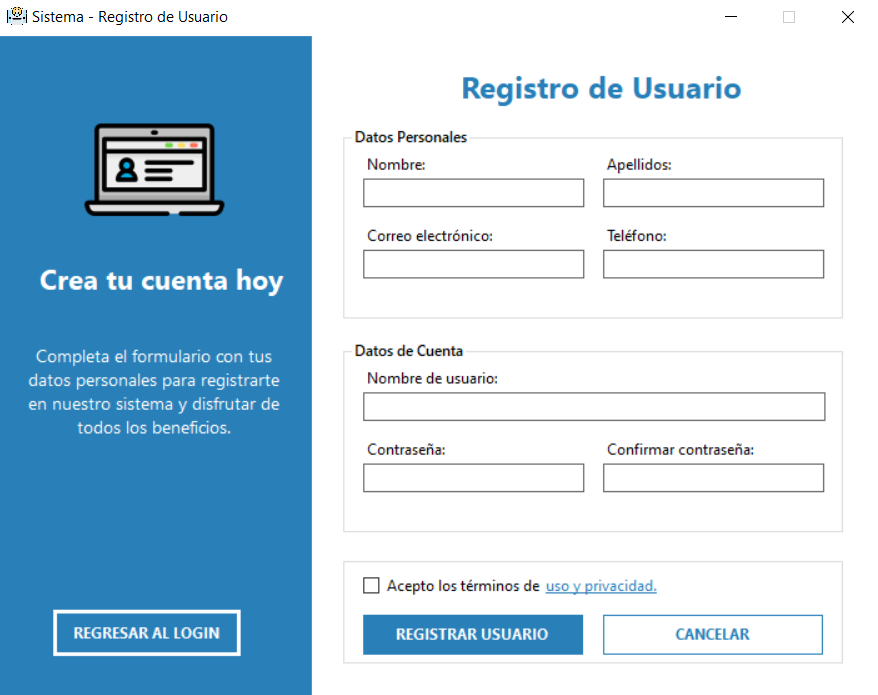 Sistema - Registro de Usuario
Crea tu cuenta hoy
Completa el formulario con tus
datos personales para registrarte
en nuestro sistema y disfrutar de
todos los beneficios.
REGRESAR AL LOGIN
Registro de Usuario
Datos Personales
Nombre: Apellidos:
Correo electrónico: Teléfono:
Datos de Cuenta
Nombre de usuario:
Contraseña: Confirmar contraseña:
Acepto los términos de uso y privacidad.
REGISTRAR USUARIO CANCELAR